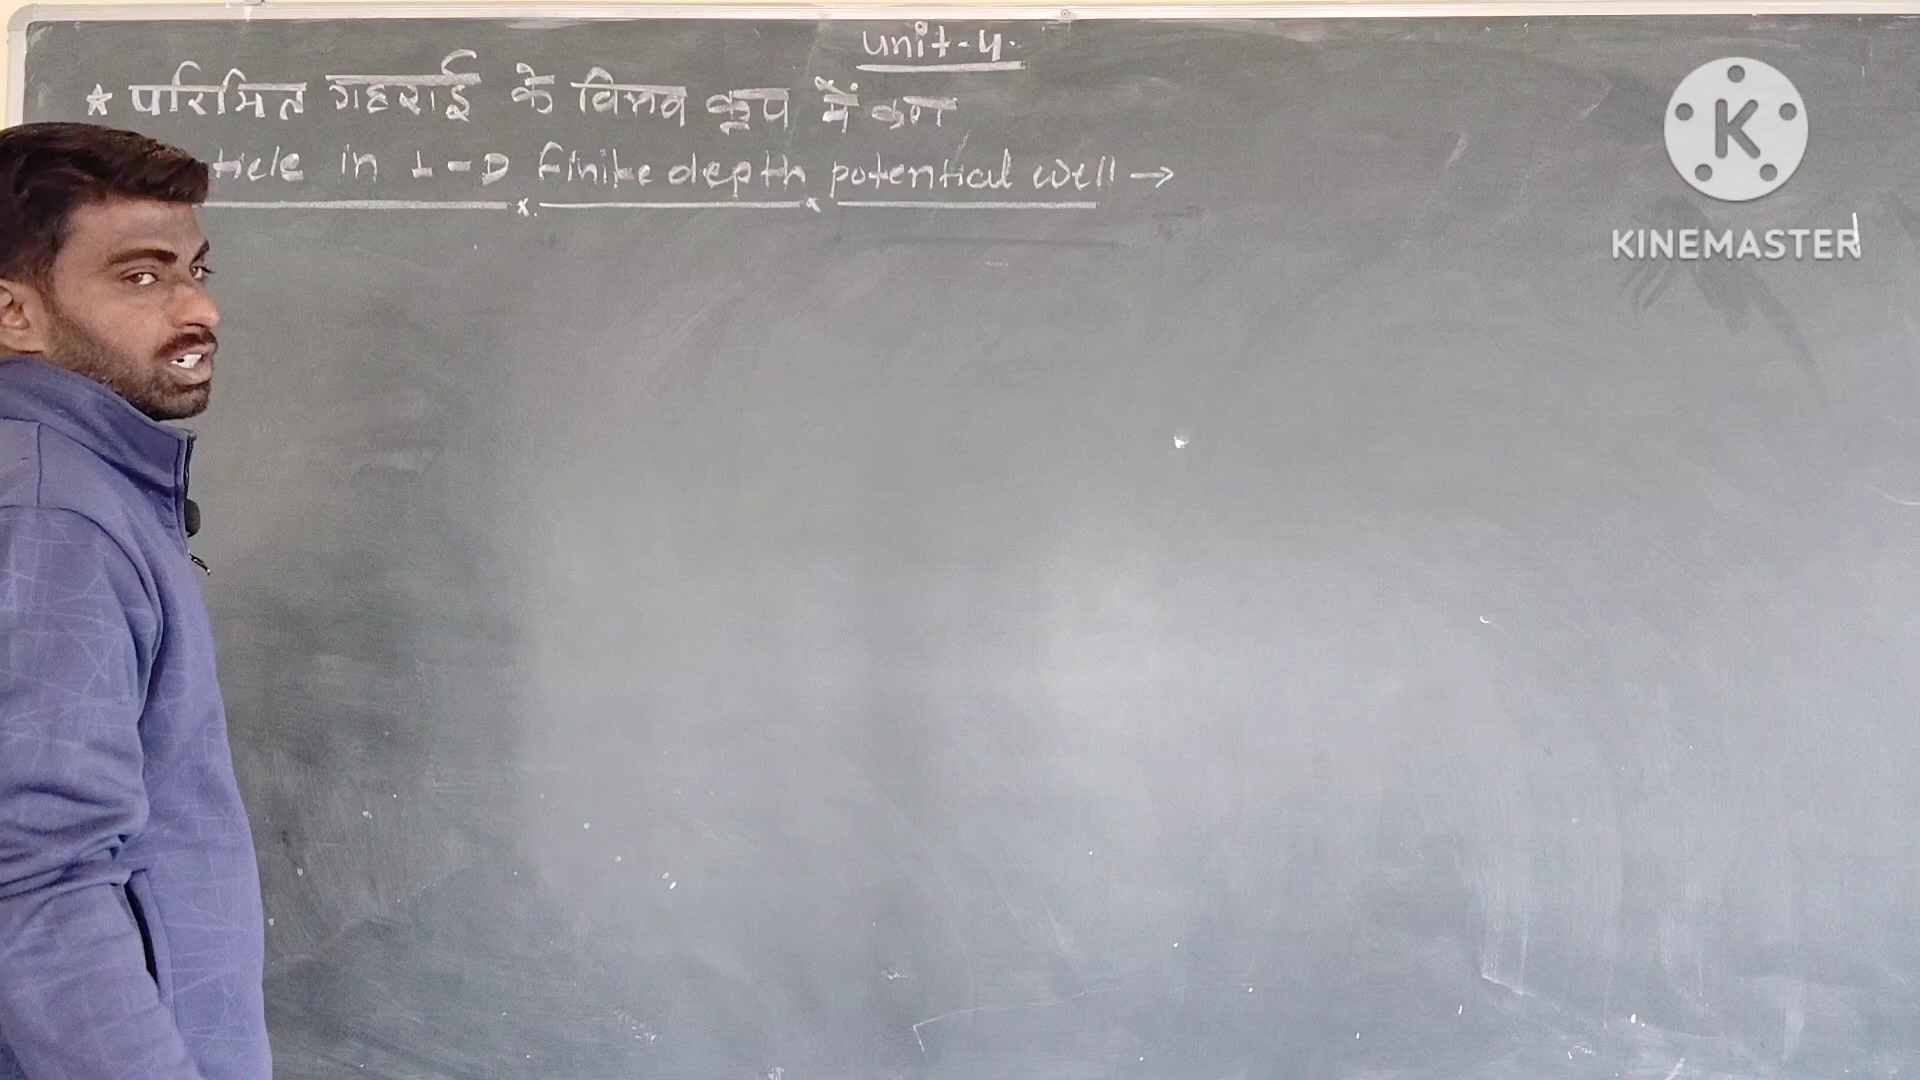 unit-4.
* परिमित गहराई के विभव कूप में कण
ticle in 1-D finite depth potential well →
KINEMASTER